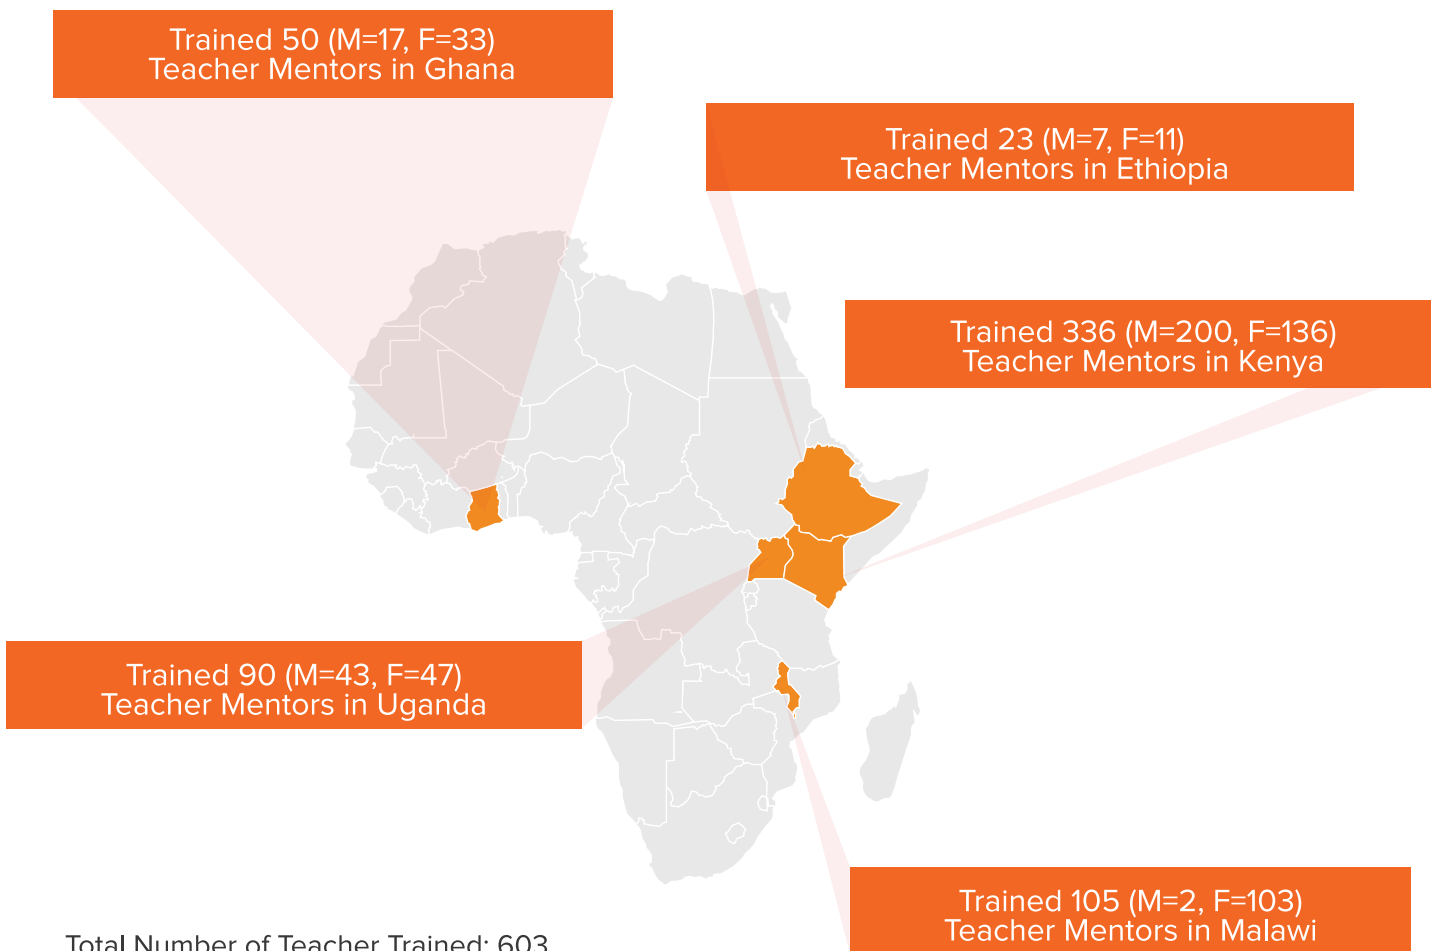 Trained 50 (M=17, F=33)
Teacher Mentors in Ghana
Trained 23 (M=7, F=11)
Teacher Mentors in Ethiopia
Trained 336 (M=200, F=136)
Teacher Mentors in Kenya
Trained 90 (M=43, F=47)
Teacher Mentors in Uganda
Trained 105 (M=2, F=103)
Teacher Mentors in Malawi
Total Number of Teacher Trained: 603